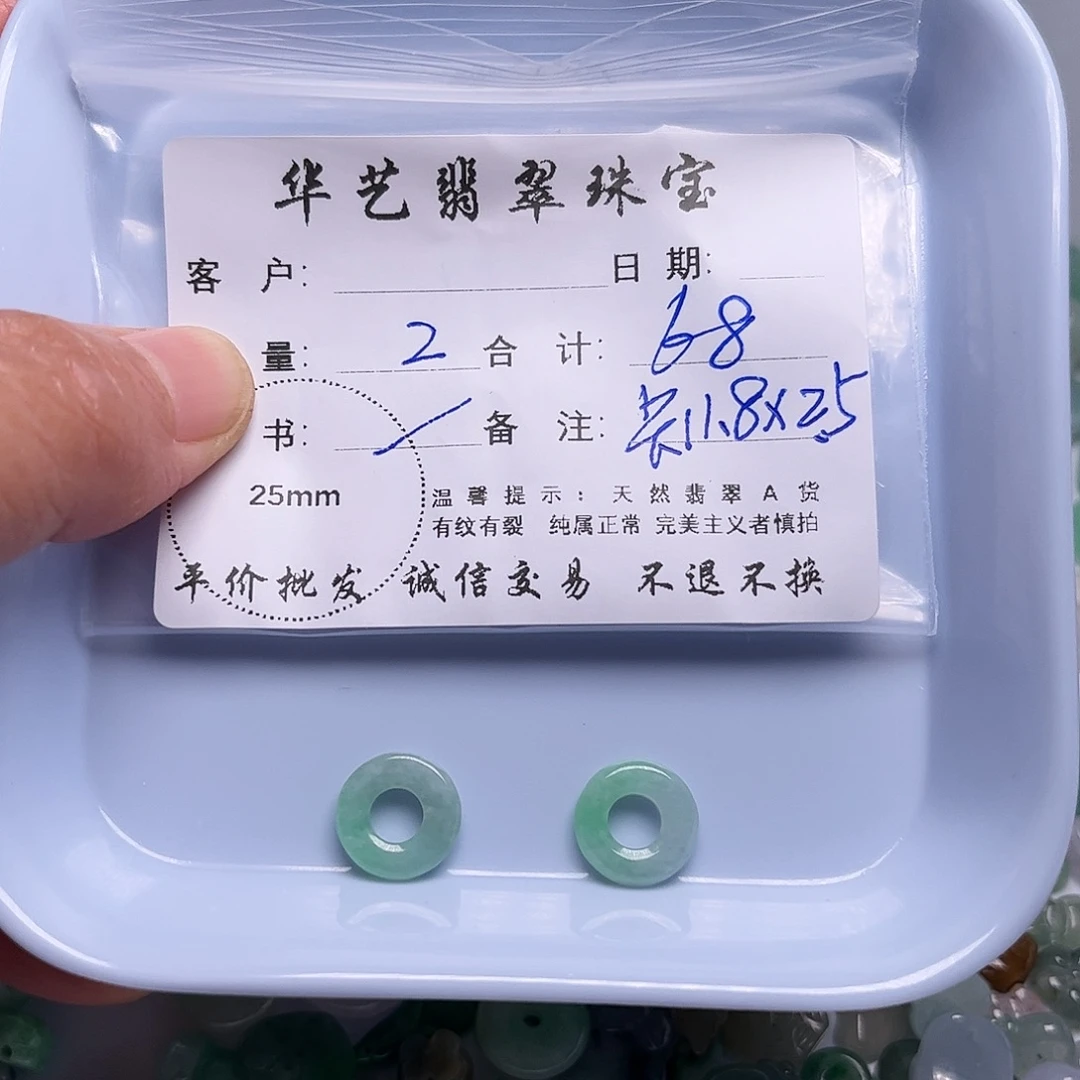 华艺翡翠珠宝
客 户: 日 期:
量: 2 合 计: 68
书: / 备 注: 11.8×2.5
25mm
温馨提示: 天然翡翠A货
有纹有裂 纯属正常 完美主义者慎拍
平价批发 诚信交易 不退不换